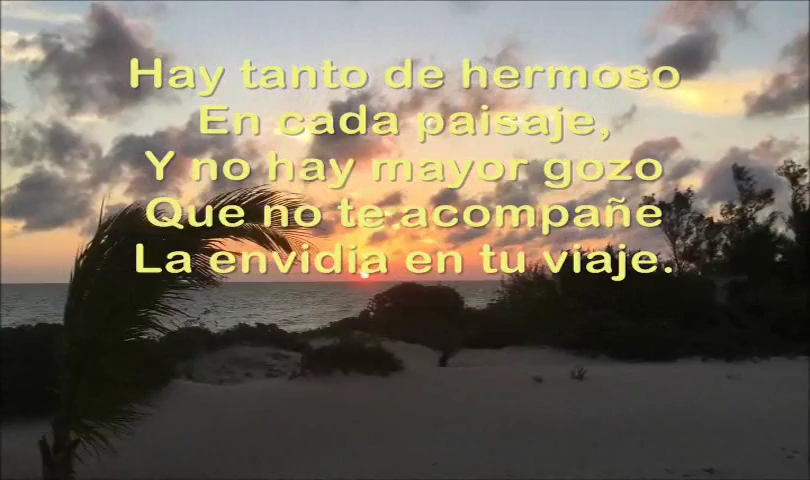 Hay tanto de hermoso
En cada paisaje,
Y no hay mayor gozo
Que no te acompañe
La envidia en tu viaje.